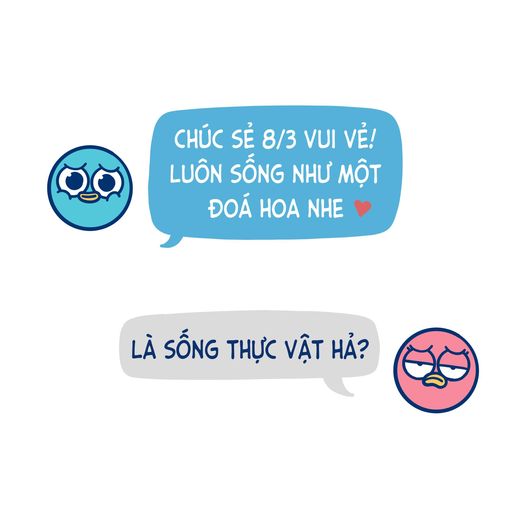 CHÚC SẺ 8/3 VUI VẺ!
LUÔN SỐNG NHƯ MỘT
ĐOÁ HOA NHE ♥
LÀ SỐNG THỰC VẬT HẢ?